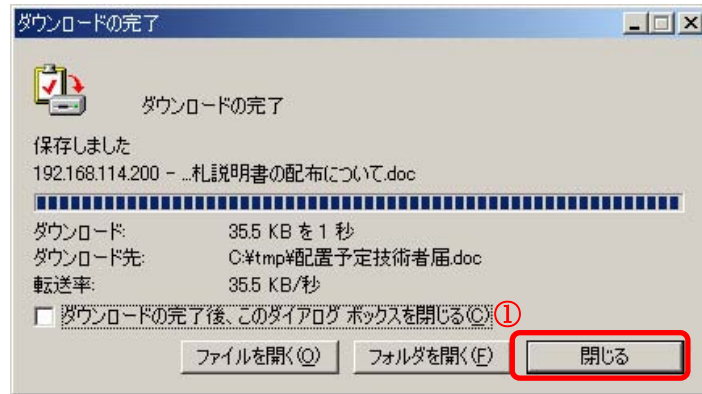 ダウンロードの完了
ダウンロードの完了
保存しました
192.168.114.200 - ...札説明書の配布について.doc
ダウンロード: 35.5 KB を 1 秒
ダウンロード先: C:¥tmp¥配置予定技術者届.doc
転送率: 35.5 KB/秒
ダウンロードの完了後、このダイアログ ボックスを閉じる(C) ①
ファイルを開く(O) フォルダを開く(F) 閉じる